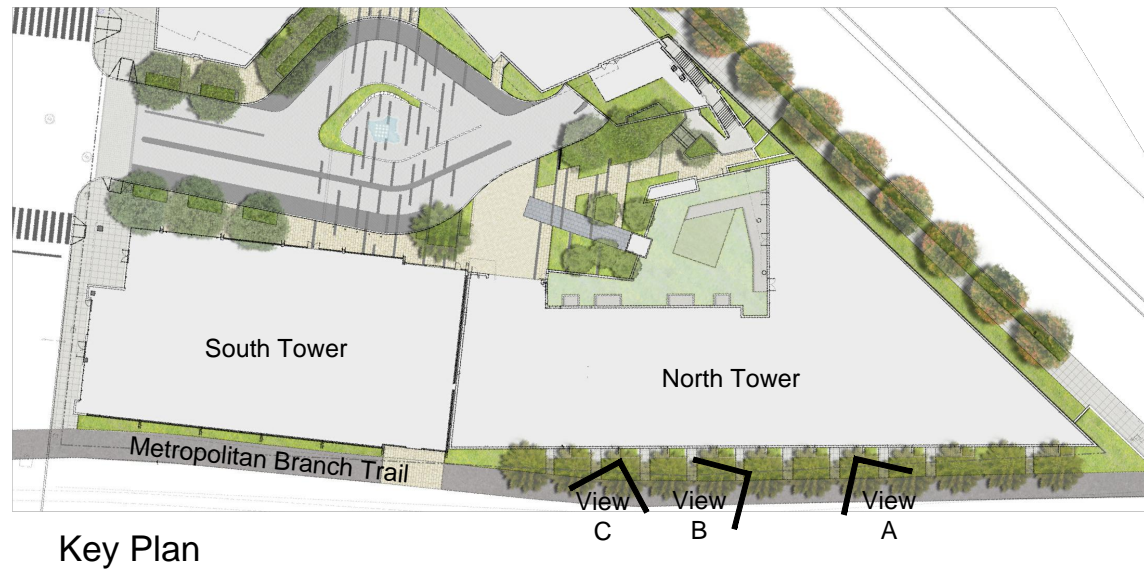 South Tower
North Tower
Metropolitan Branch Trail
View
C
View
B
View
A
Key Plan